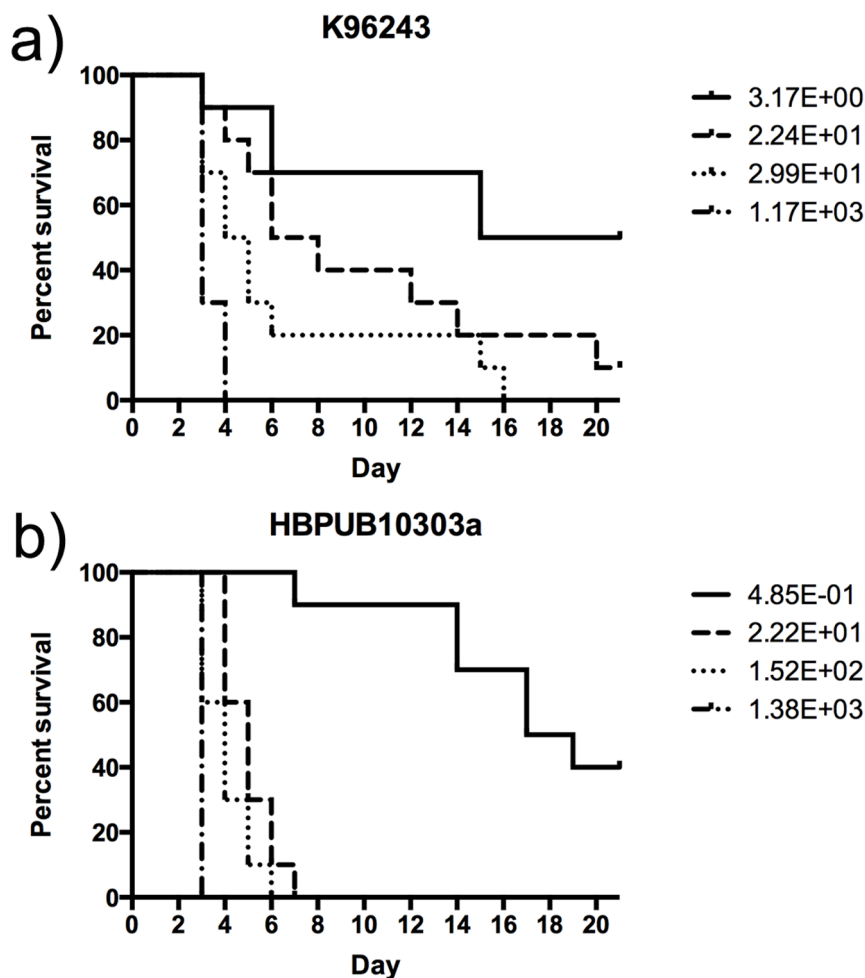 a)
K96243
Percent survival
100
80
60
40
20
0
0 2 4 6 8 10 12 14 16 18 20
Day
3.17E+00
2.24E+01
2.99E+01
1.17E+03
b)
HBPUB10303a
Percent survival
100
80
60
40
20
0
0 2 4 6 8 10 12 14 16 18 20
Day
4.85E-01
2.22E+01
1.52E+02
1.38E+03